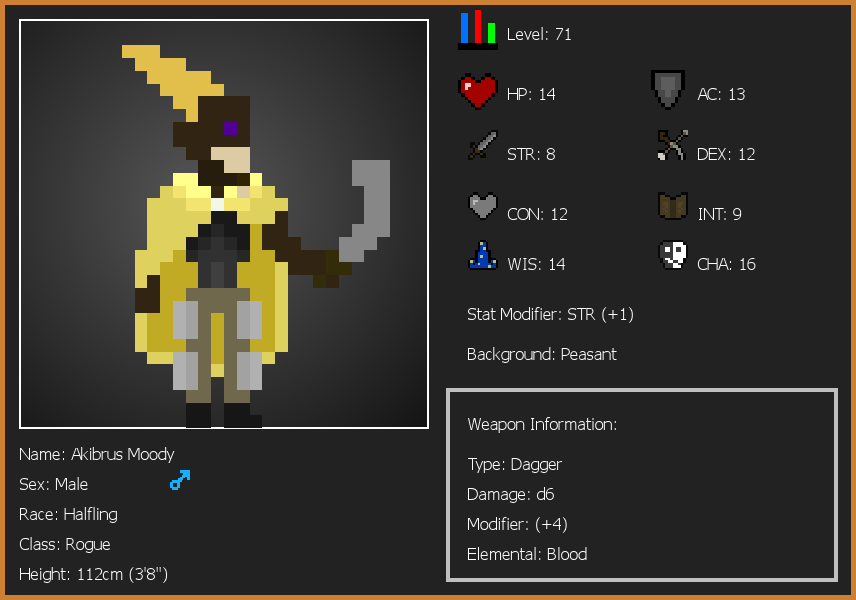 Level: 71
HP: 14
AC: 13
STR: 8
DEX: 12
CON: 12
INT: 9
WIS: 14
CHA: 16
Stat Modifier: STR (+1)
Background: Peasant
Weapon Information:
Type: Dagger
Damage: d6
Modifier: (+4)
Elemental: Blood
Name: Akibrus Moody
Sex: Male
Race: Halfling
Class: Rogue
Height: 112cm (3'8")